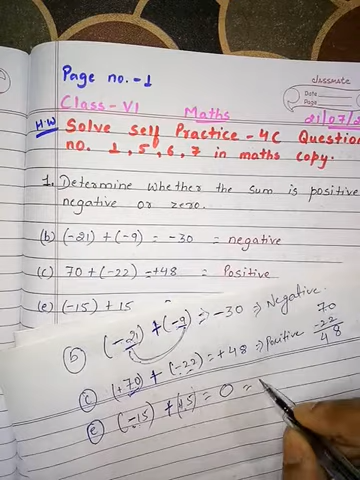 Page no. -1
classmate
Date
Page
Class - VI Maths 21/07/2
H.W Solve self Practice - 4C Question
no. 1, 5, 6, 7 in maths copy.
1. Determine whether the sum is positive
negative or zero.
(b) (-21) + (-9) = -30 = negative
(c) 70 + (-22) = +48 = Positive
(e) (-15) + 15
(b) (-21) + (-9) => -30 => Negative.
(c) (+70) + (-22) = +48 => Positive
70
-22
48
(e) (-15) + (15) = 0 =